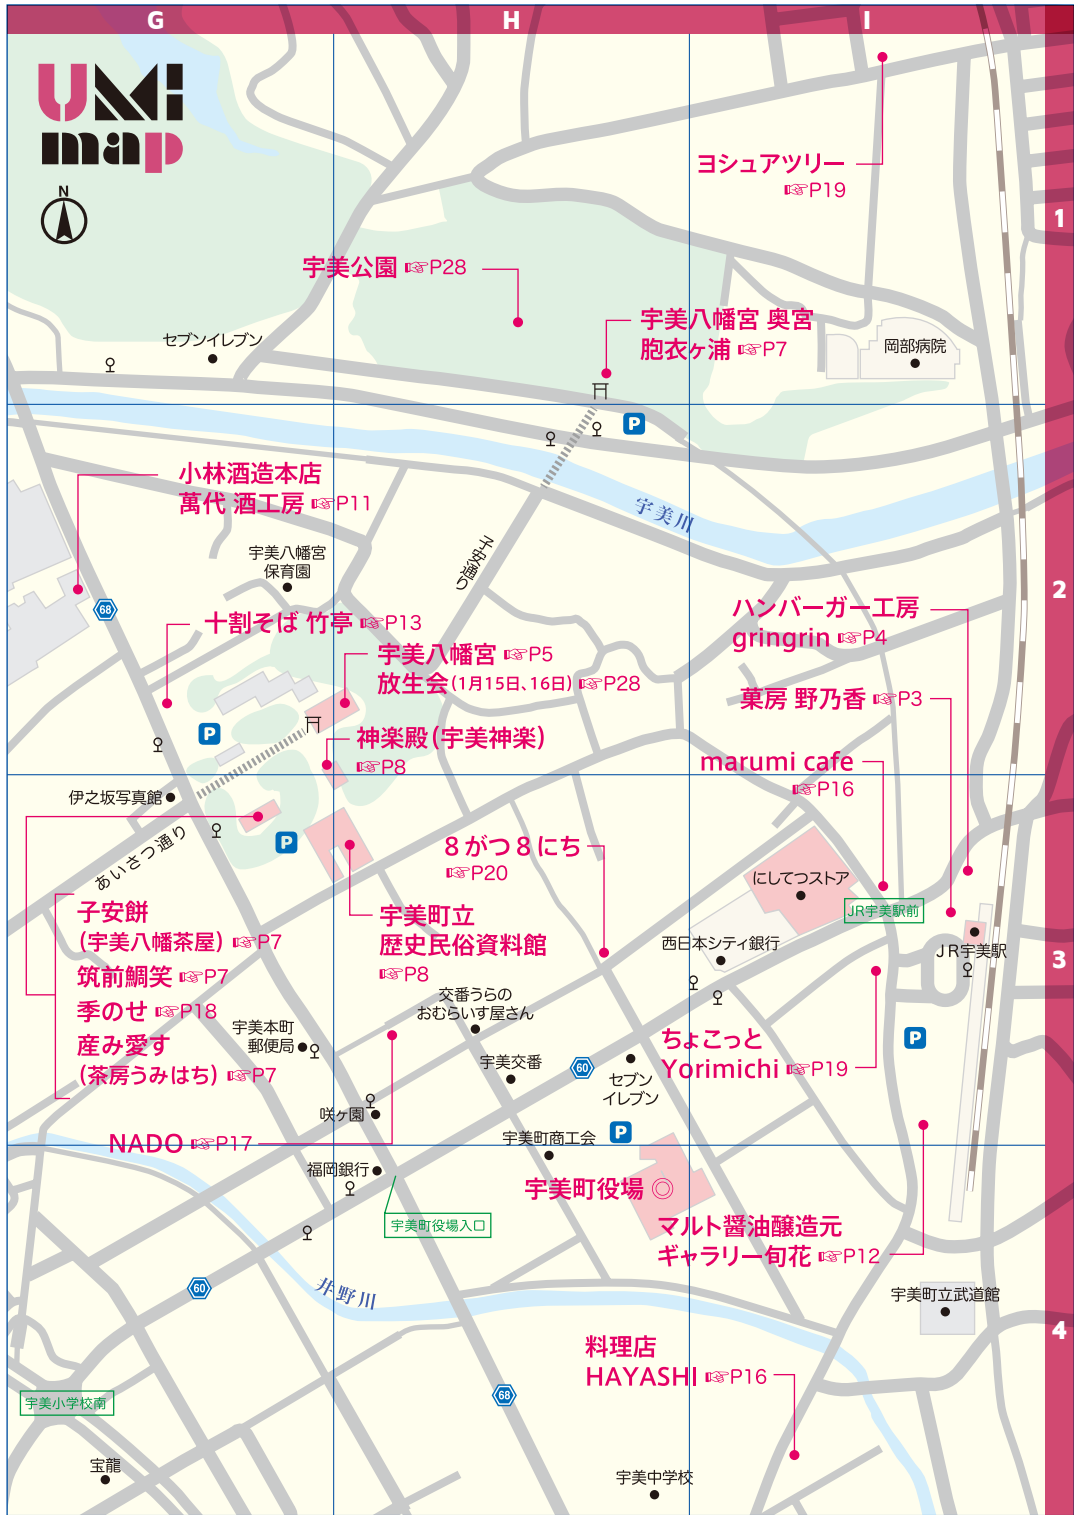 G
H
I
UMI
map
N
1
2
3
4
ヨシュアツリー
☞P19
宇美公園 ☞P28
宇美八幡宮 奥宮
胞衣ヶ浦 ☞P7
セブンイレブン
岡部病院
P
小林酒造本店
萬代 酒工房 ☞P11
宇美川
子安通り
宇美八幡宮
保育園
68
十割そば 竹亭 ☞P13
宇美八幡宮 ☞P5
放生会(1月15日、16日) ☞P28
ハンバーガー工房
gringrin ☞P4
菓房 野乃香 ☞P3
P
神楽殿(宇美神楽)
☞P8
marumi cafe
☞P16
伊之坂写真館
あいさつ通り
P
8 がつ 8 にち
☞P20
にしてつストア
JR宇美駅前
子安餅
(宇美八幡茶屋) ☞P7
筑前鯛笑 ☞P7
季のせ ☞P18
産み愛す
(茶房うみはち) ☞P7
宇美町立
歴史民俗資料館
☞P8
西日本シティ銀行
JR宇美駅
交番うらの
おむらいす屋さん
宇美本町
郵便局
宇美交番
60
セブン
イレブン
ちょこっと
Yorimichi ☞P19
P
咲ヶ園
NADO ☞P17
宇美町商工会
P
福岡銀行
宇美町役場 ◎
宇美町役場入口
マルト醤油醸造元
ギャラリー旬花 ☞P12
60
井野川
宇美町立武道館
料理店
HAYASHI ☞P16
68
宇美小学校南
宝龍
宇美中学校